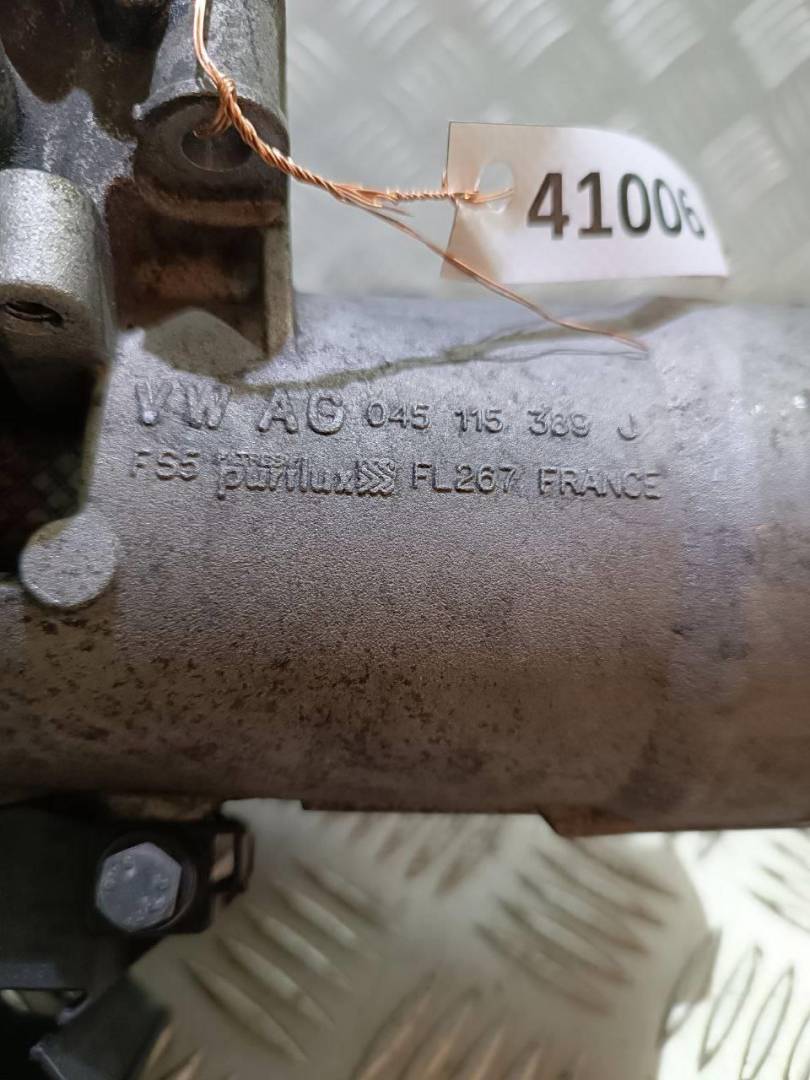 41006
VW AG 045 115 389 J
FS5 purflux FL267 FRANCE